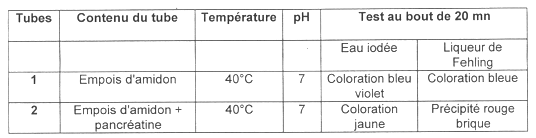 Tubes Contenu du tube Température pH Test au bout de 20 mn
Eau iodée Liqueur de
Fehling
1 Empois d'amidon 40°C 7 Coloration bleu Coloration bleue
violet
2 Empois d'amidon + 40°C 7 Coloration Précipité rouge
pancréatine jaune brique